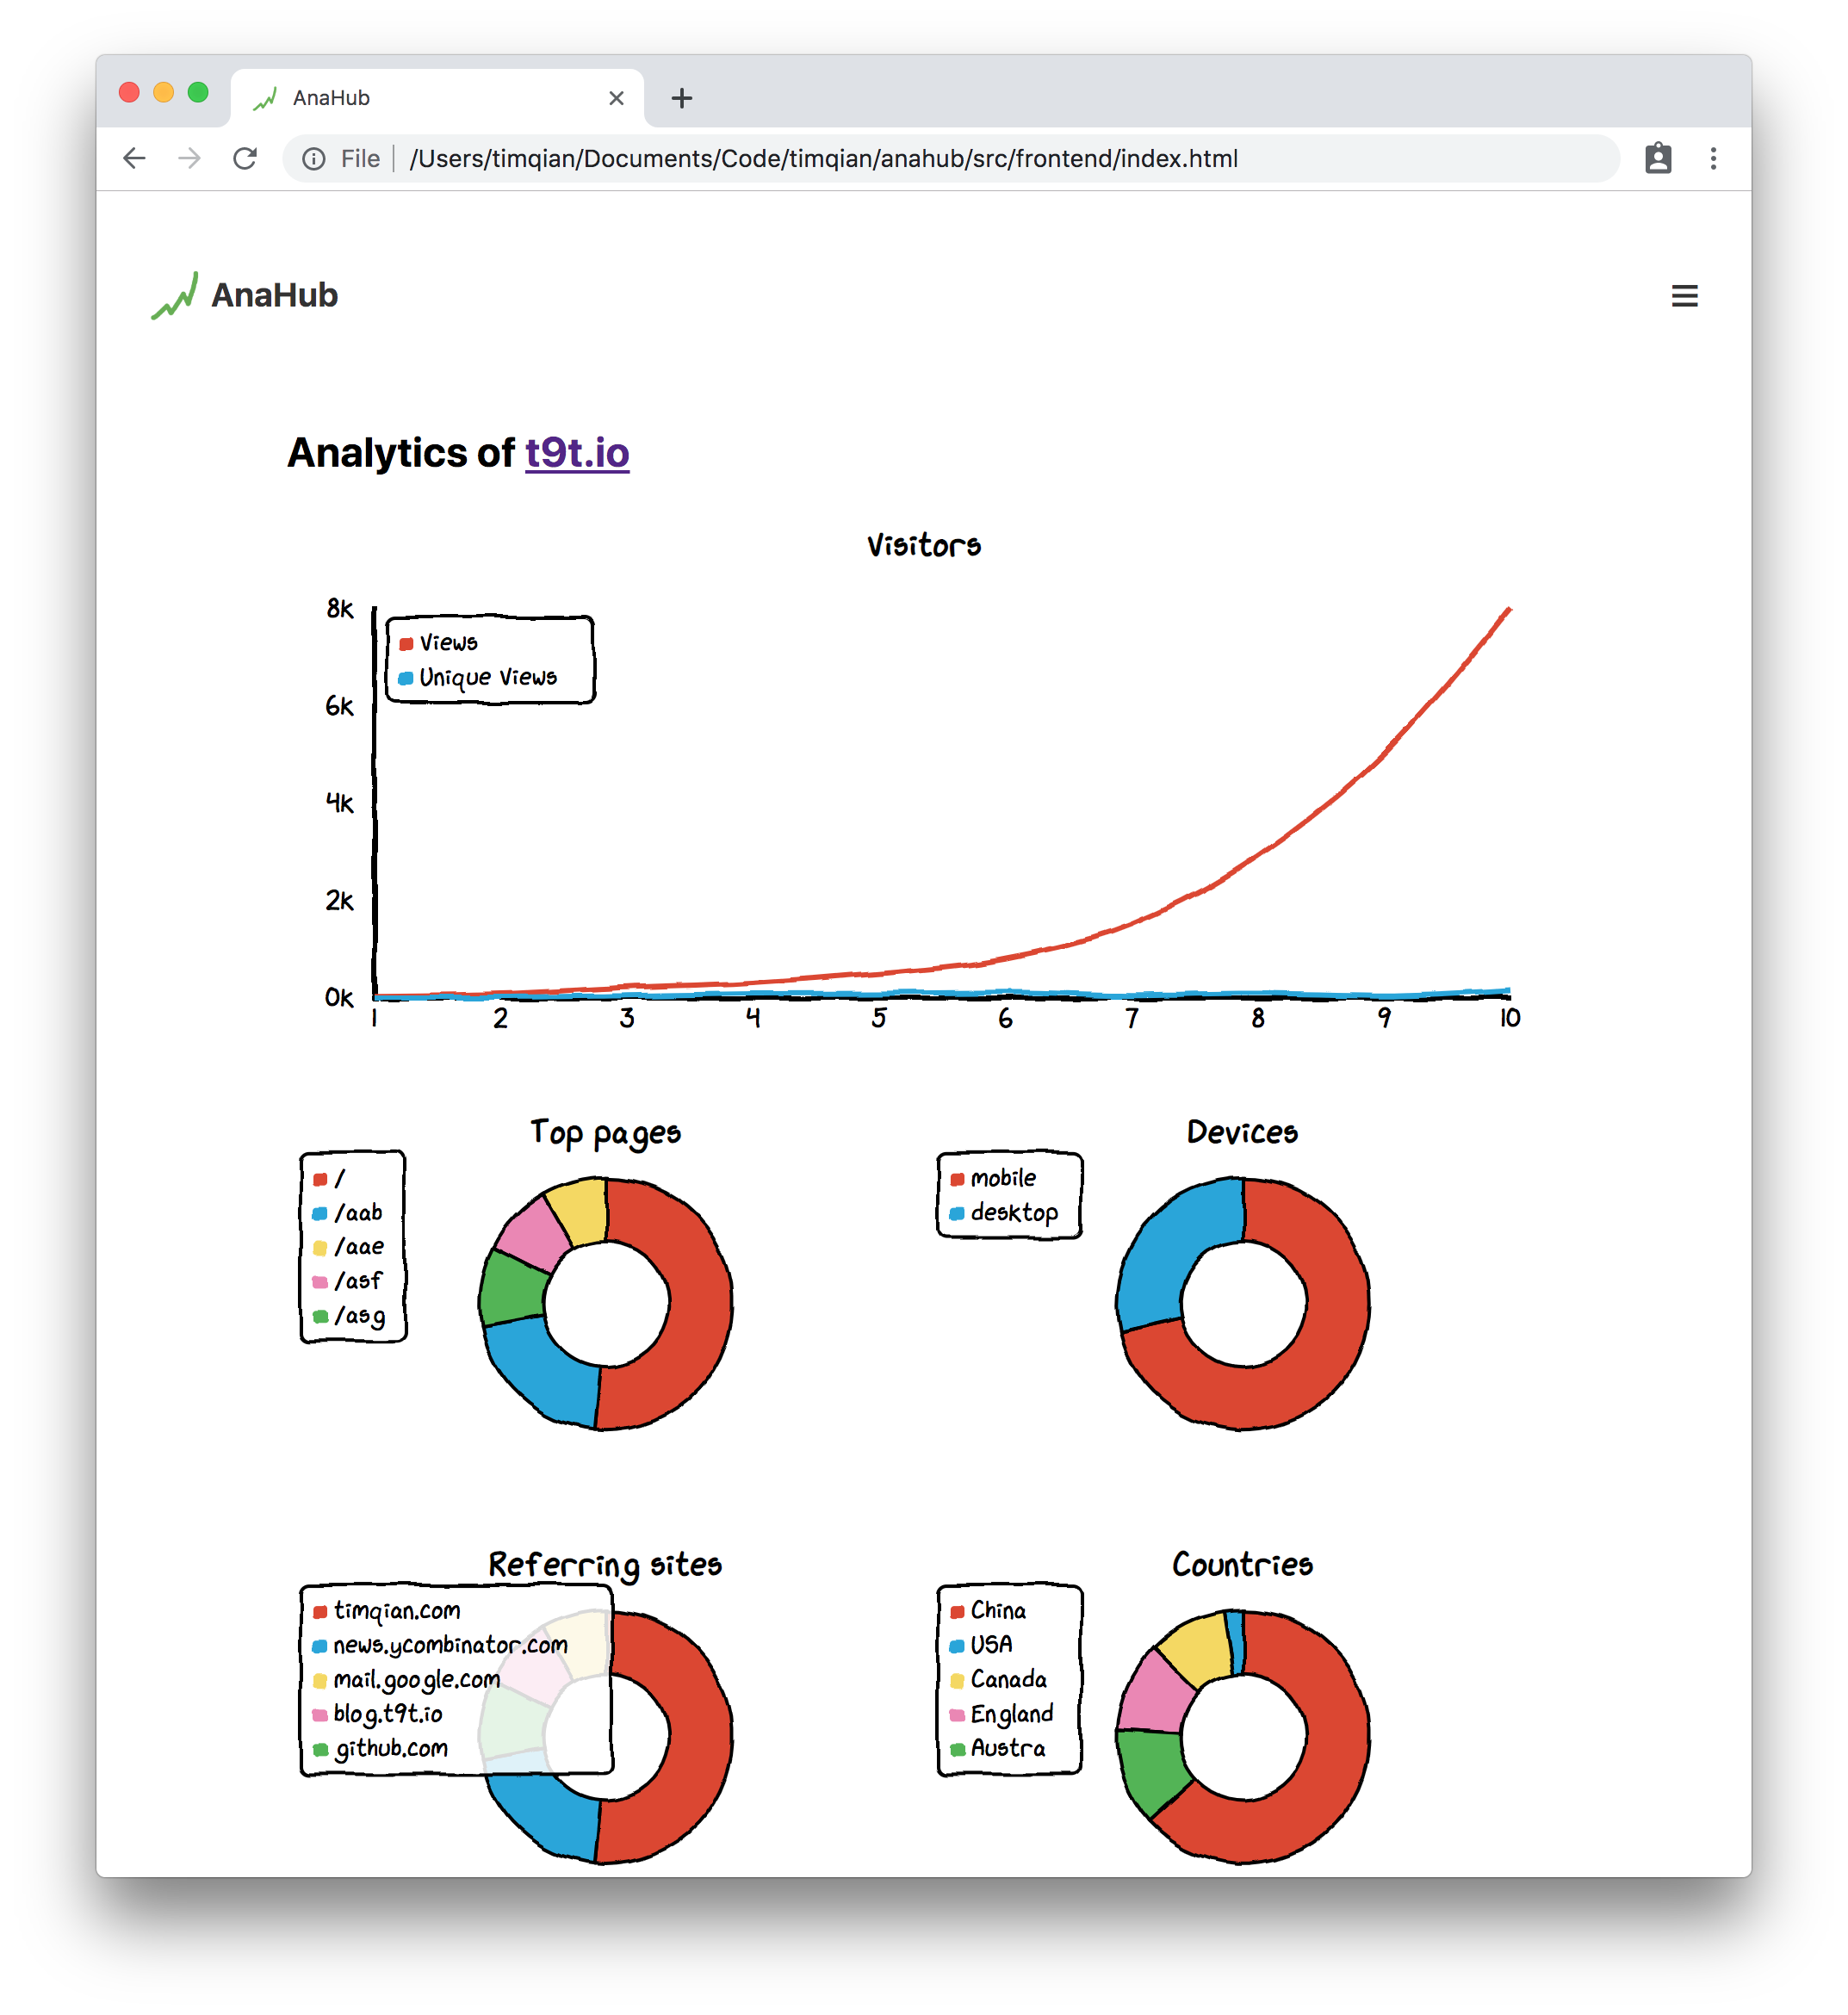 AnaHub
File /Users/timqian/Documents/Code/timqian/anahub/src/frontend/index.html
AnaHub
Analytics of t9t.io
Visitors
8k
Views
Unique Views
6k
4k
2k
0k
1 2 3 4 5 6 7 8 9 10
Top pages
/
/aab
/aae
/asf
/asg
Devices
mobile
desktop
Referring sites
timqian.com
news.ycombinator.com
mail.google.com
blog.t9t.io
github.com
Countries
China
USA
Canada
England
Austra